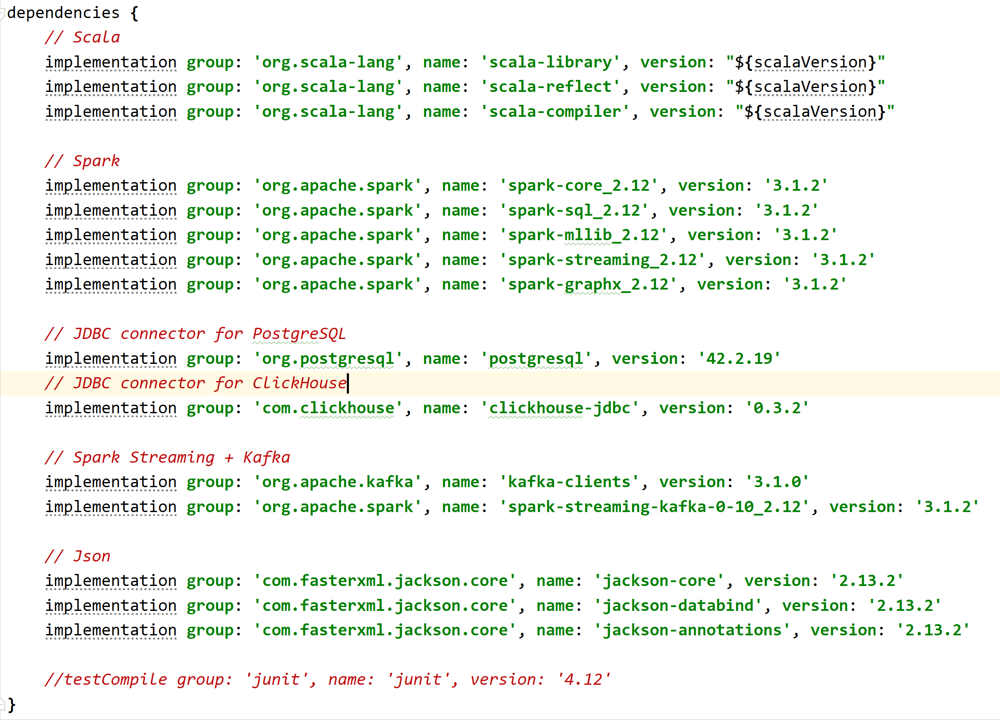 dependencies {
// Scala
implementation group: 'org.scala-lang', name: 'scala-library', version: "${scalaVersion}"
implementation group: 'org.scala-lang', name: 'scala-reflect', version: "${scalaVersion}"
implementation group: 'org.scala-lang', name: 'scala-compiler', version: "${scalaVersion}"
// Spark
implementation group: 'org.apache.spark', name: 'spark-core_2.12', version: '3.1.2'
implementation group: 'org.apache.spark', name: 'spark-sql_2.12', version: '3.1.2'
implementation group: 'org.apache.spark', name: 'spark-mllib_2.12', version: '3.1.2'
implementation group: 'org.apache.spark', name: 'spark-streaming_2.12', version: '3.1.2'
implementation group: 'org.apache.spark', name: 'spark-graphx_2.12', version: '3.1.2'
// JDBC connector for PostgreSQL
implementation group: 'org.postgresql', name: 'postgresql', version: '42.2.19'
// JDBC connector for ClickHouse
implementation group: 'com.clickhouse', name: 'clickhouse-jdbc', version: '0.3.2'
// Spark Streaming + Kafka
implementation group: 'org.apache.kafka', name: 'kafka-clients', version: '3.1.0'
implementation group: 'org.apache.spark', name: 'spark-streaming-kafka-0-10_2.12', version: '3.1.2'
// Json
implementation group: 'com.fasterxml.jackson.core', name: 'jackson-core', version: '2.13.2'
implementation group: 'com.fasterxml.jackson.core', name: 'jackson-databind', version: '2.13.2'
implementation group: 'com.fasterxml.jackson.core', name: 'jackson-annotations', version: '2.13.2'
//testCompile group: 'junit', name: 'junit', version: '4.12'
}